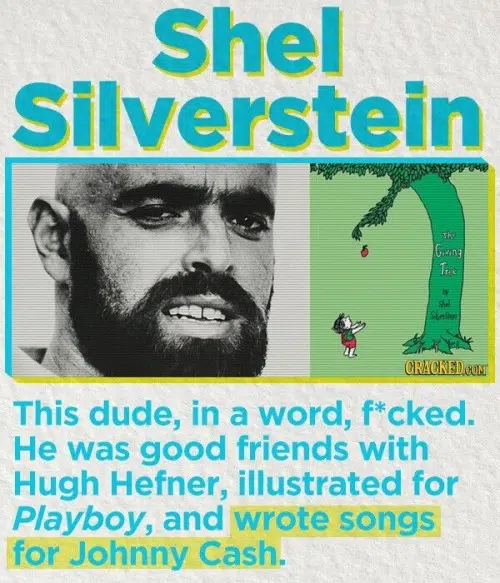 Shel
Silverstein
The
Giving
Tree
by
Shel
Silverstein
CRACKED.COM
This dude, in a word, f*cked.
He was good friends with
Hugh Hefner, illustrated for
Playboy, and wrote songs
for Johnny Cash.